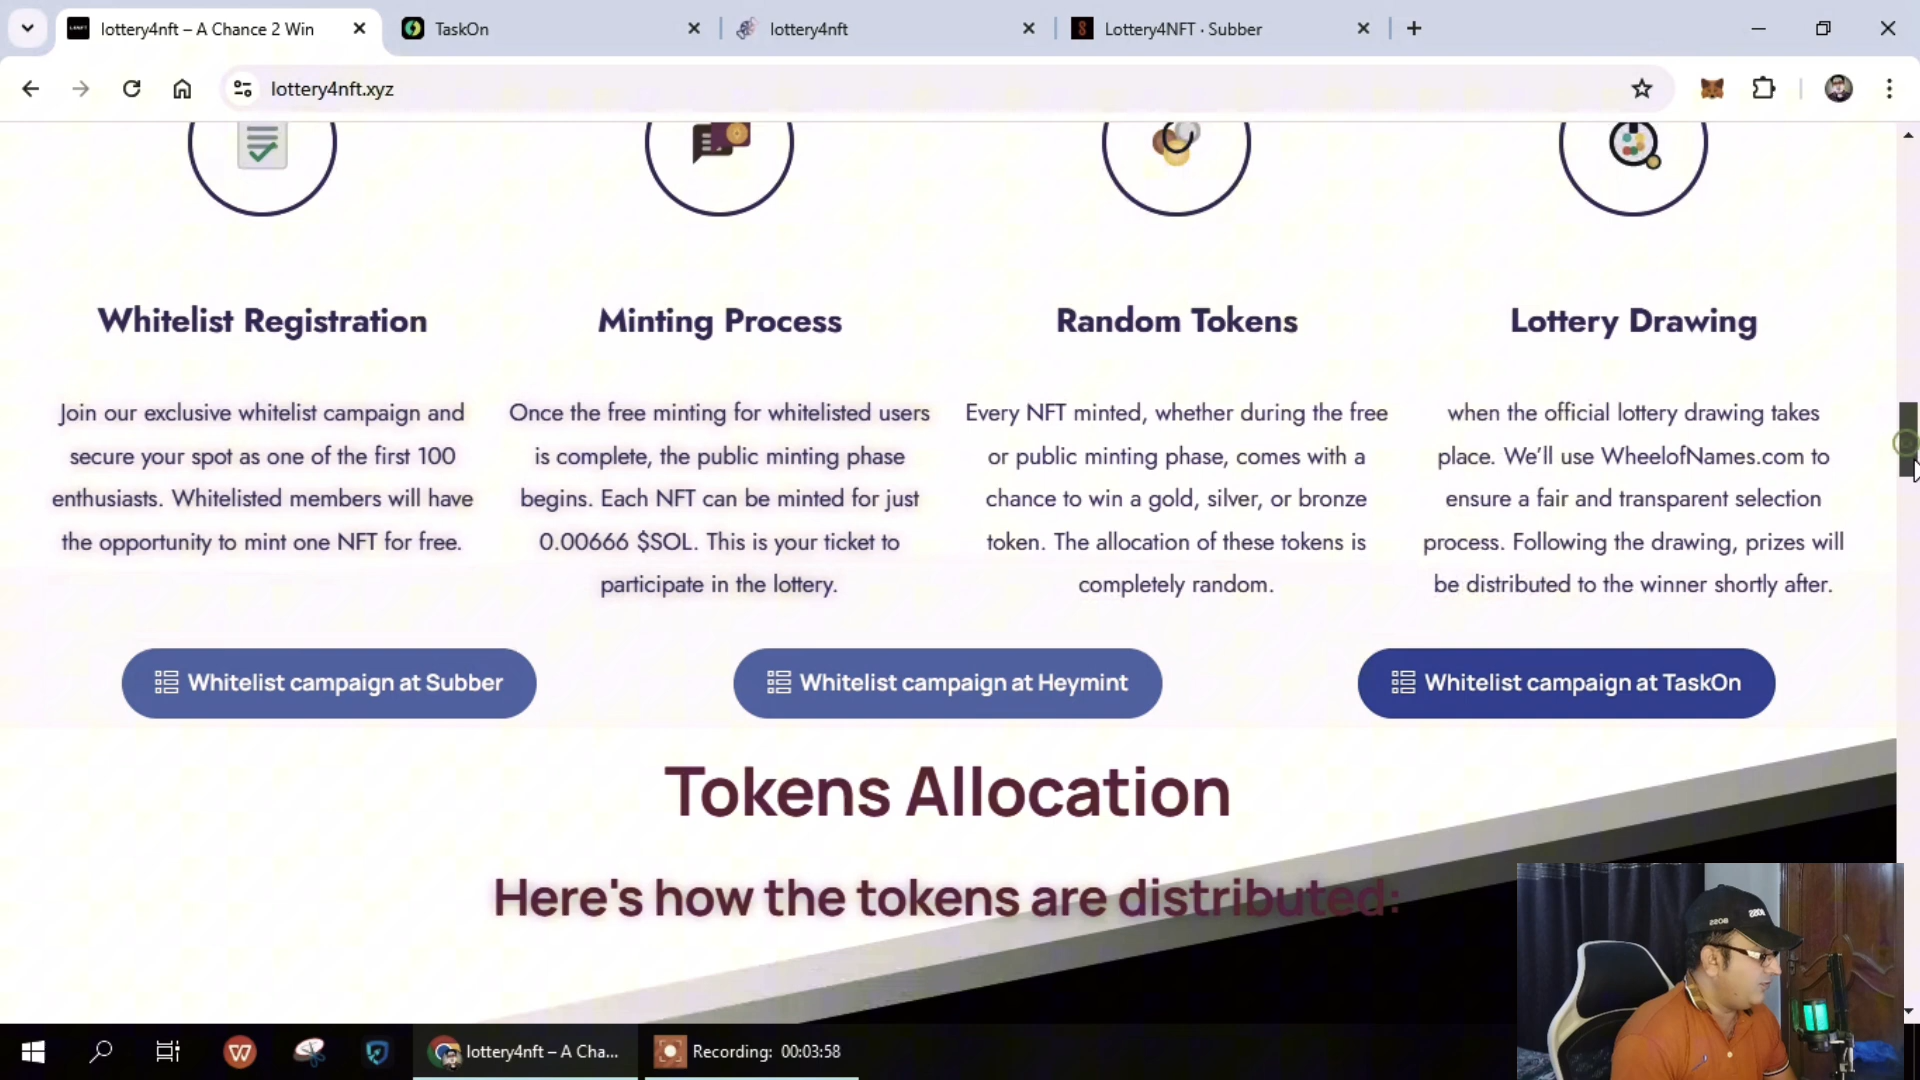 lottery4nft – A Chance 2 Win
TaskOn
lottery4nft
Lottery4NFT · Subber
lottery4nft.xyz
Whitelist Registration
Join our exclusive whitelist campaign and
secure your spot as one of the first 100
enthusiasts. Whitelisted members will have
the opportunity to mint one NFT for free.
Minting Process
Once the free minting for whitelisted users
is complete, the public minting phase
begins. Each NFT can be minted for just
0.00666 $SOL. This is your ticket to
participate in the lottery.
Random Tokens
Every NFT minted, whether during the free
or public minting phase, comes with a
chance to win a gold, silver, or bronze
token. The allocation of these tokens is
completely random.
Lottery Drawing
when the official lottery drawing takes
place. We'll use WheelofNames.com to
ensure a fair and transparent selection
process. Following the drawing, prizes will
be distributed to the winner shortly after.
Whitelist campaign at Subber
Whitelist campaign at Heymint
Whitelist campaign at TaskOn
Tokens Allocation
Here's how the tokens are distributed:
lottery4nft – A Cha...
Recording: 00:03:58